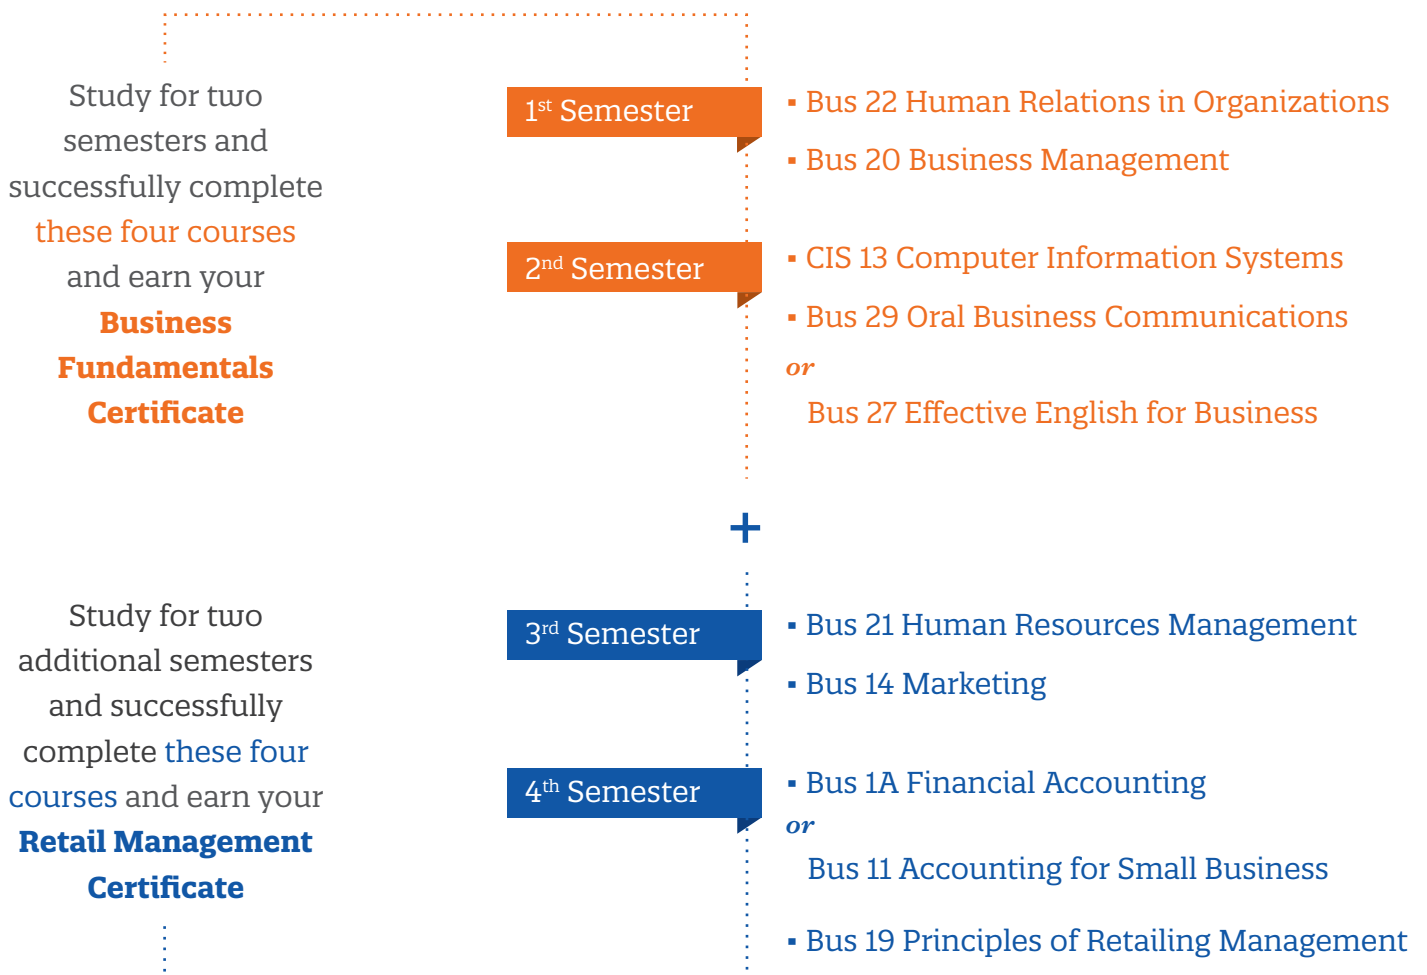 Study for two
semesters and
successfully complete
these four courses
and earn your
Business
Fundamentals
Certificate
1st Semester
▪ Bus 22 Human Relations in Organizations
▪ Bus 20 Business Management
2nd Semester
▪ CIS 13 Computer Information Systems
▪ Bus 29 Oral Business Communications
or
Bus 27 Effective English for Business
+
Study for two
additional semesters
and successfully
complete these four
courses and earn your
Retail Management
Certificate
3rd Semester
▪ Bus 21 Human Resources Management
▪ Bus 14 Marketing
4th Semester
▪ Bus 1A Financial Accounting
or
Bus 11 Accounting for Small Business
▪ Bus 19 Principles of Retailing Management